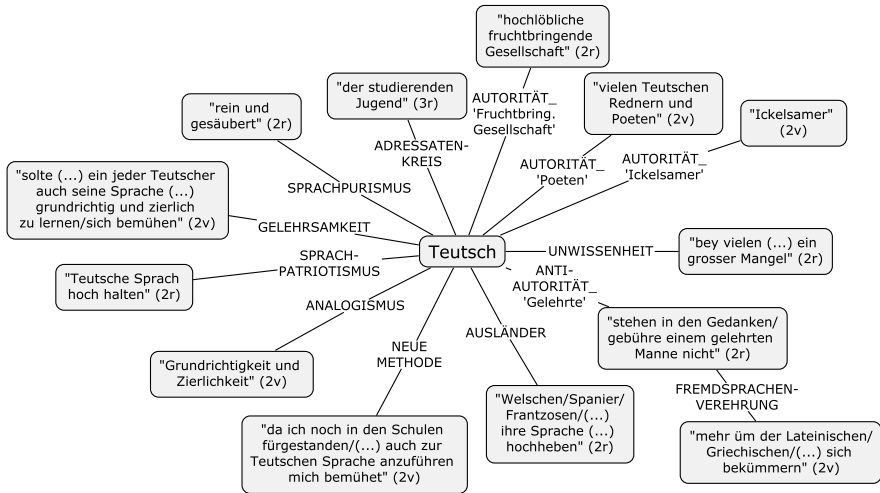 "hochlöbliche
fruchtbringende
Gesellschaft" (2r)
"der studierenden
Jugend" (3r)
"vielen Teutschen
Rednern und
Poeten" (2v)
"rein und
gesäubert" (2r)
"Ickelsamer"
(2v)
AUTORITÄT_
'Fruchtbring.
Gesellschaft'
ADRESSATEN-
KREIS
AUTORITÄT_
'Poeten'
AUTORITÄT_
'Ickelsamer'
SPRACHPURISMUS
"solte (...) ein jeder Teutscher
auch seine Sprache (...)
grundrichtig und zierlich
zu lernen/sich bemühen" (2v)
GELEHRSAMKEIT
Teutsch
UNWISSENHEIT
"bey vielen (...) ein
grosser Mangel" (2r)
SPRACH-
PATRIOTISMUS
"Teutsche Sprach
hoch halten" (2r)
ANTI-
AUTORITÄT_
'Gelehrte'
ANALOGISMUS
AUSLÄNDER
"stehen in den Gedanken/
gebühre einem gelehrten
Manne nicht" (2r)
NEUE
METHODE
"Grundrichtigkeit und
Zierlichkeit" (2v)
FREMDSPRACHEN-
VEREHRUNG
"Welschen/Spanier/
Frantzosen/(...)
ihre Sprache (...)
hochheben" (2r)
"da ich noch in den Schulen
fürgestanden/(...) auch zur
Teutschen Sprache anzuführen
mich bemühet" (2v)
"mehr üm der Lateinischen/
Griechischen/(...) sich
bekümmern" (2v)